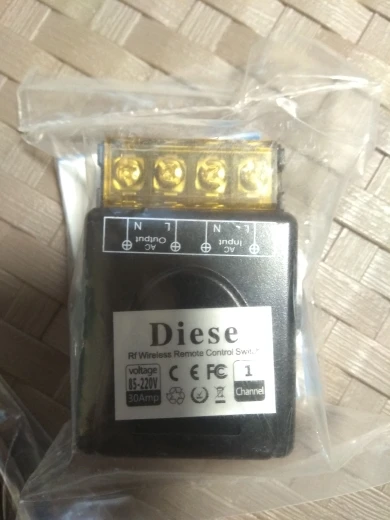 N L L N
AC Output AC Input
Diese
Rf Wireless Remote Control Switch
voltage
85-220V
30Amp
CE FC
1
Channel